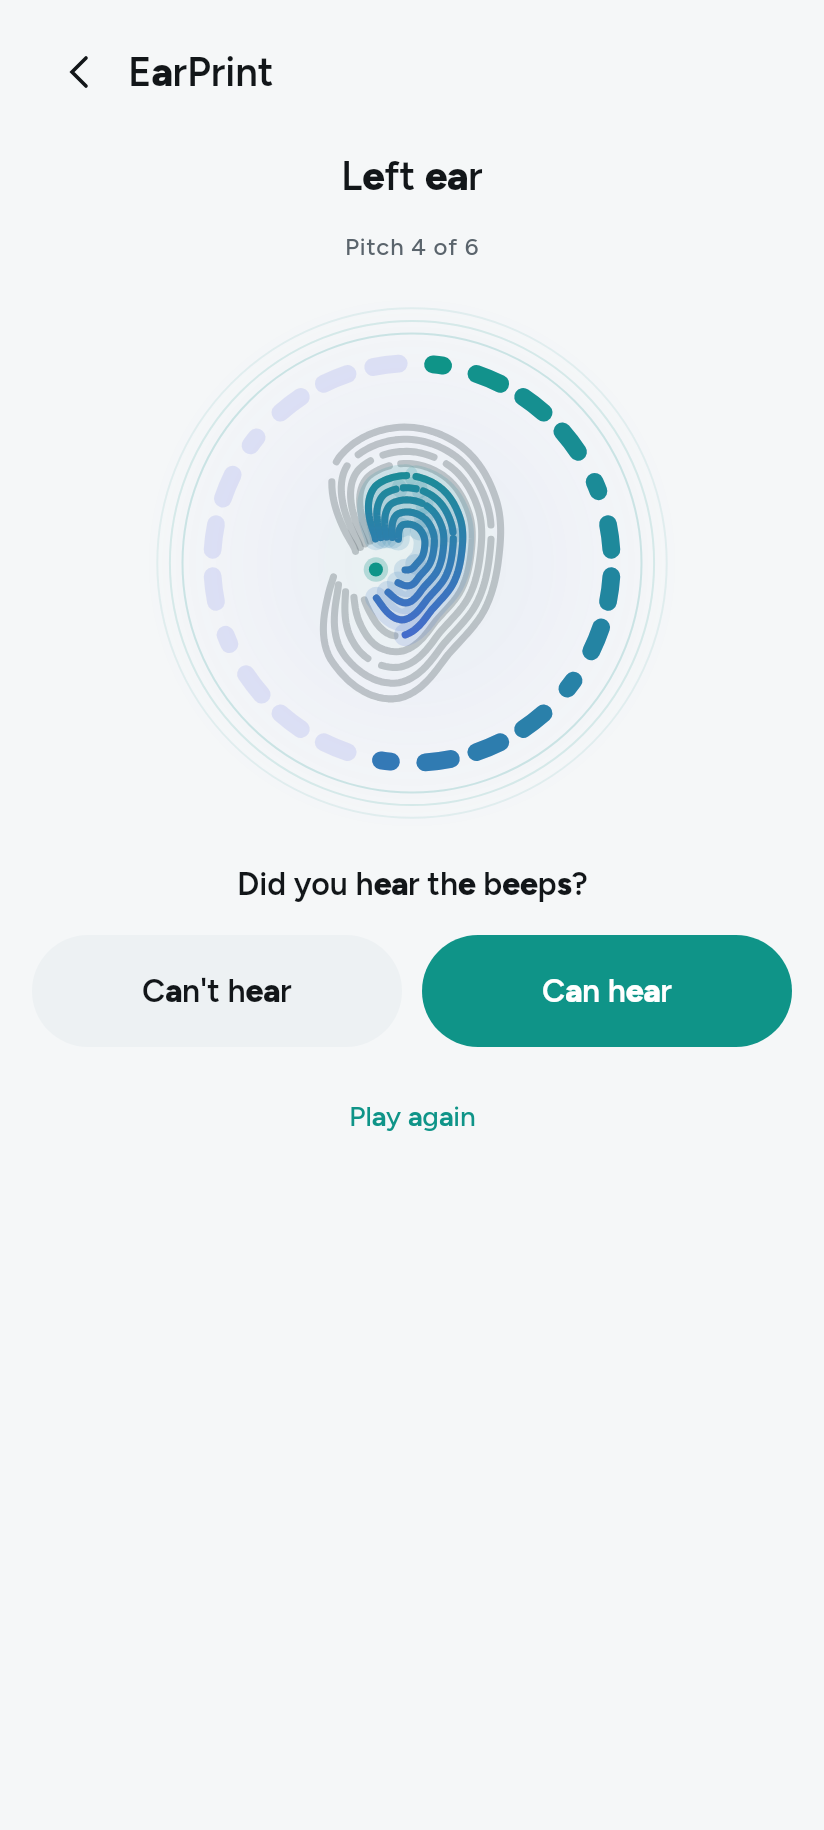 EarPrint
Left ear
Pitch 4 of 6
Did you hear the beeps?
Can't hear
Can hear
Play again